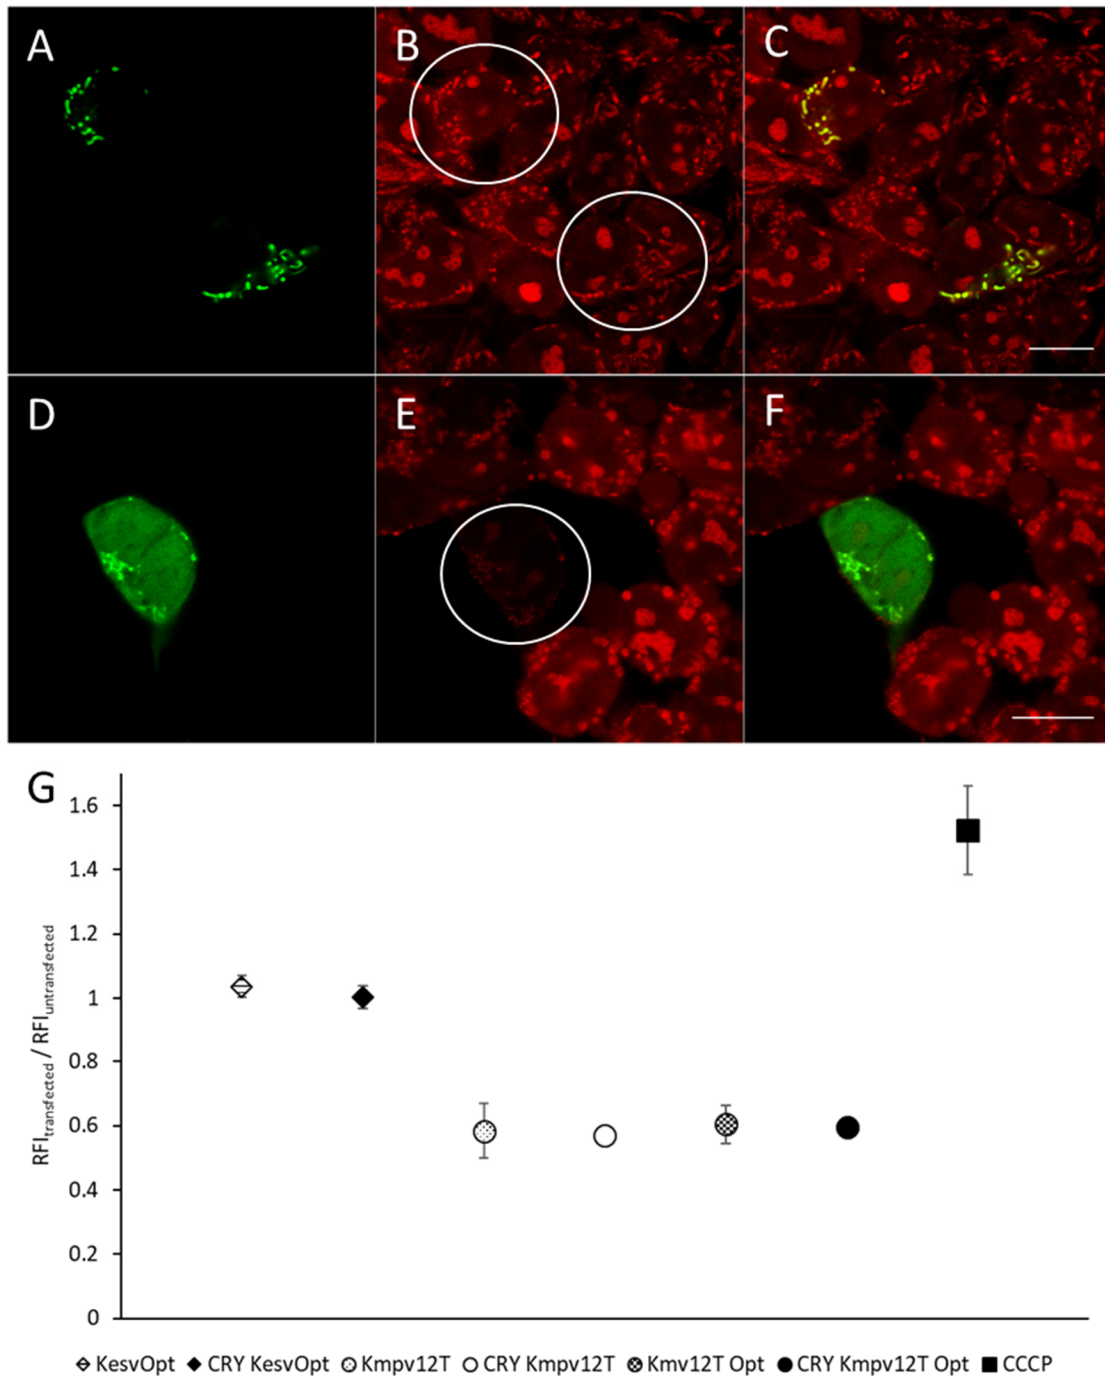 A
B
C
D
E
F
G
1.6
1.4
1.2
1
0.8
0.6
0.4
0.2
0
RFItransfected / RFIuntransfected
KesvOpt CRY KesvOpt Kmpv12T CRY Kmpv12T Kmv12T Opt CRY Kmpv12T Opt CCCP